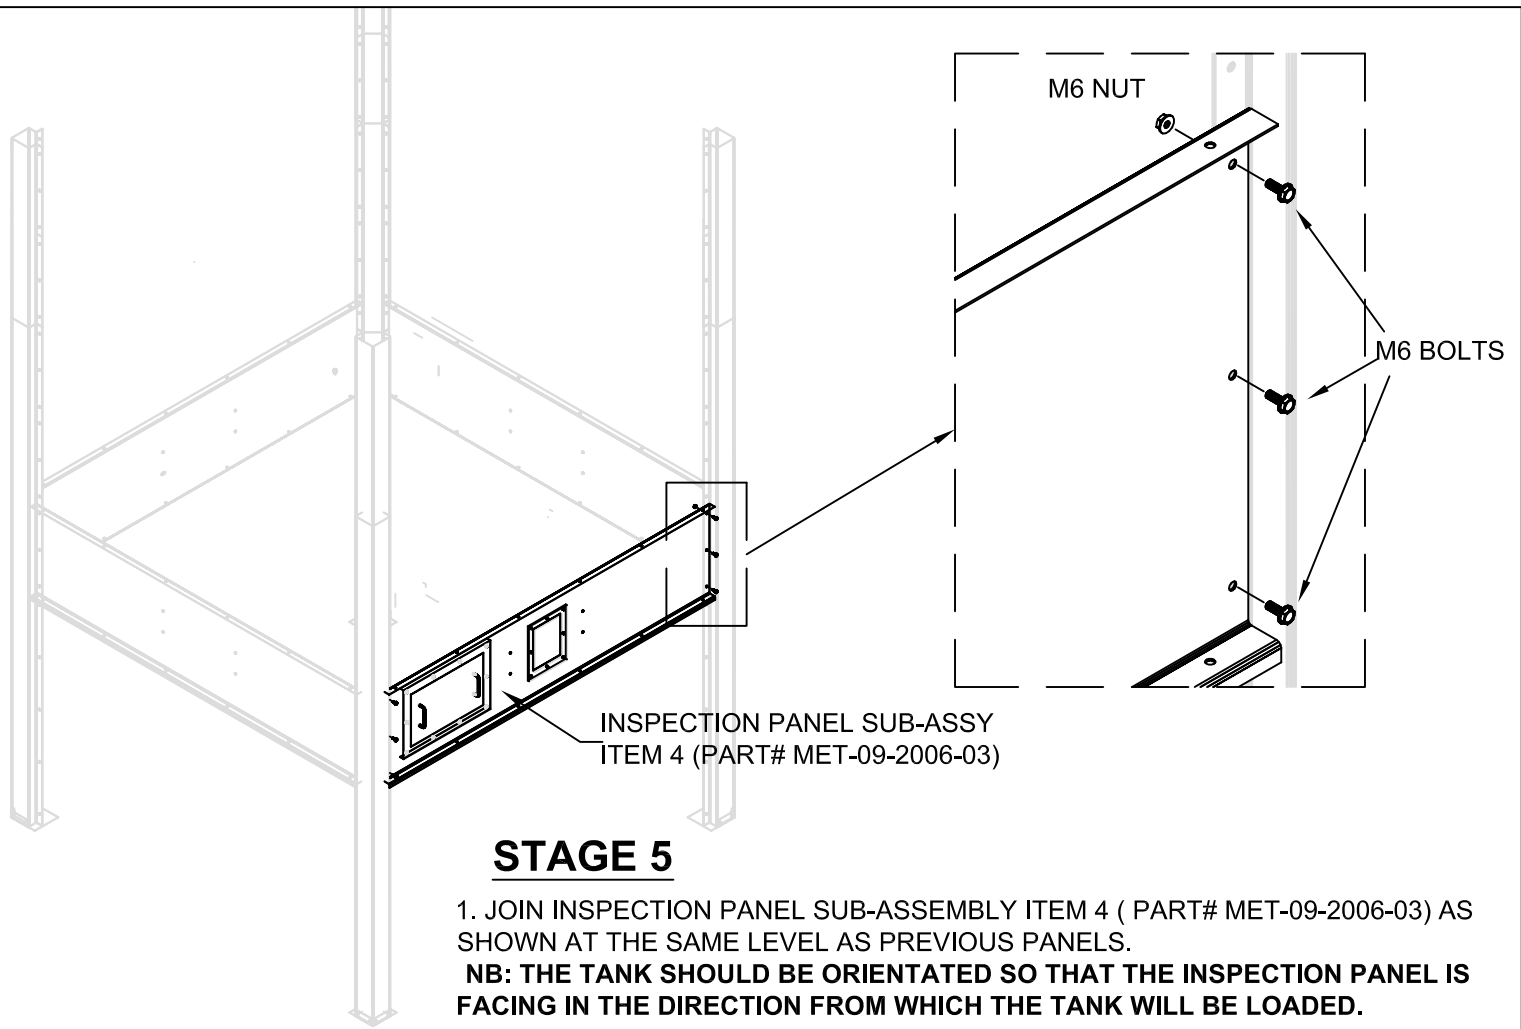 M6 NUT
M6 BOLTS
INSPECTION PANEL SUB-ASSY
ITEM 4 (PART# MET-09-2006-03)
STAGE 5
1. JOIN INSPECTION PANEL SUB-ASSEMBLY ITEM 4 ( PART# MET-09-2006-03) AS
SHOWN AT THE SAME LEVEL AS PREVIOUS PANELS.
NB: THE TANK SHOULD BE ORIENTATED SO THAT THE INSPECTION PANEL IS
FACING IN THE DIRECTION FROM WHICH THE TANK WILL BE LOADED.